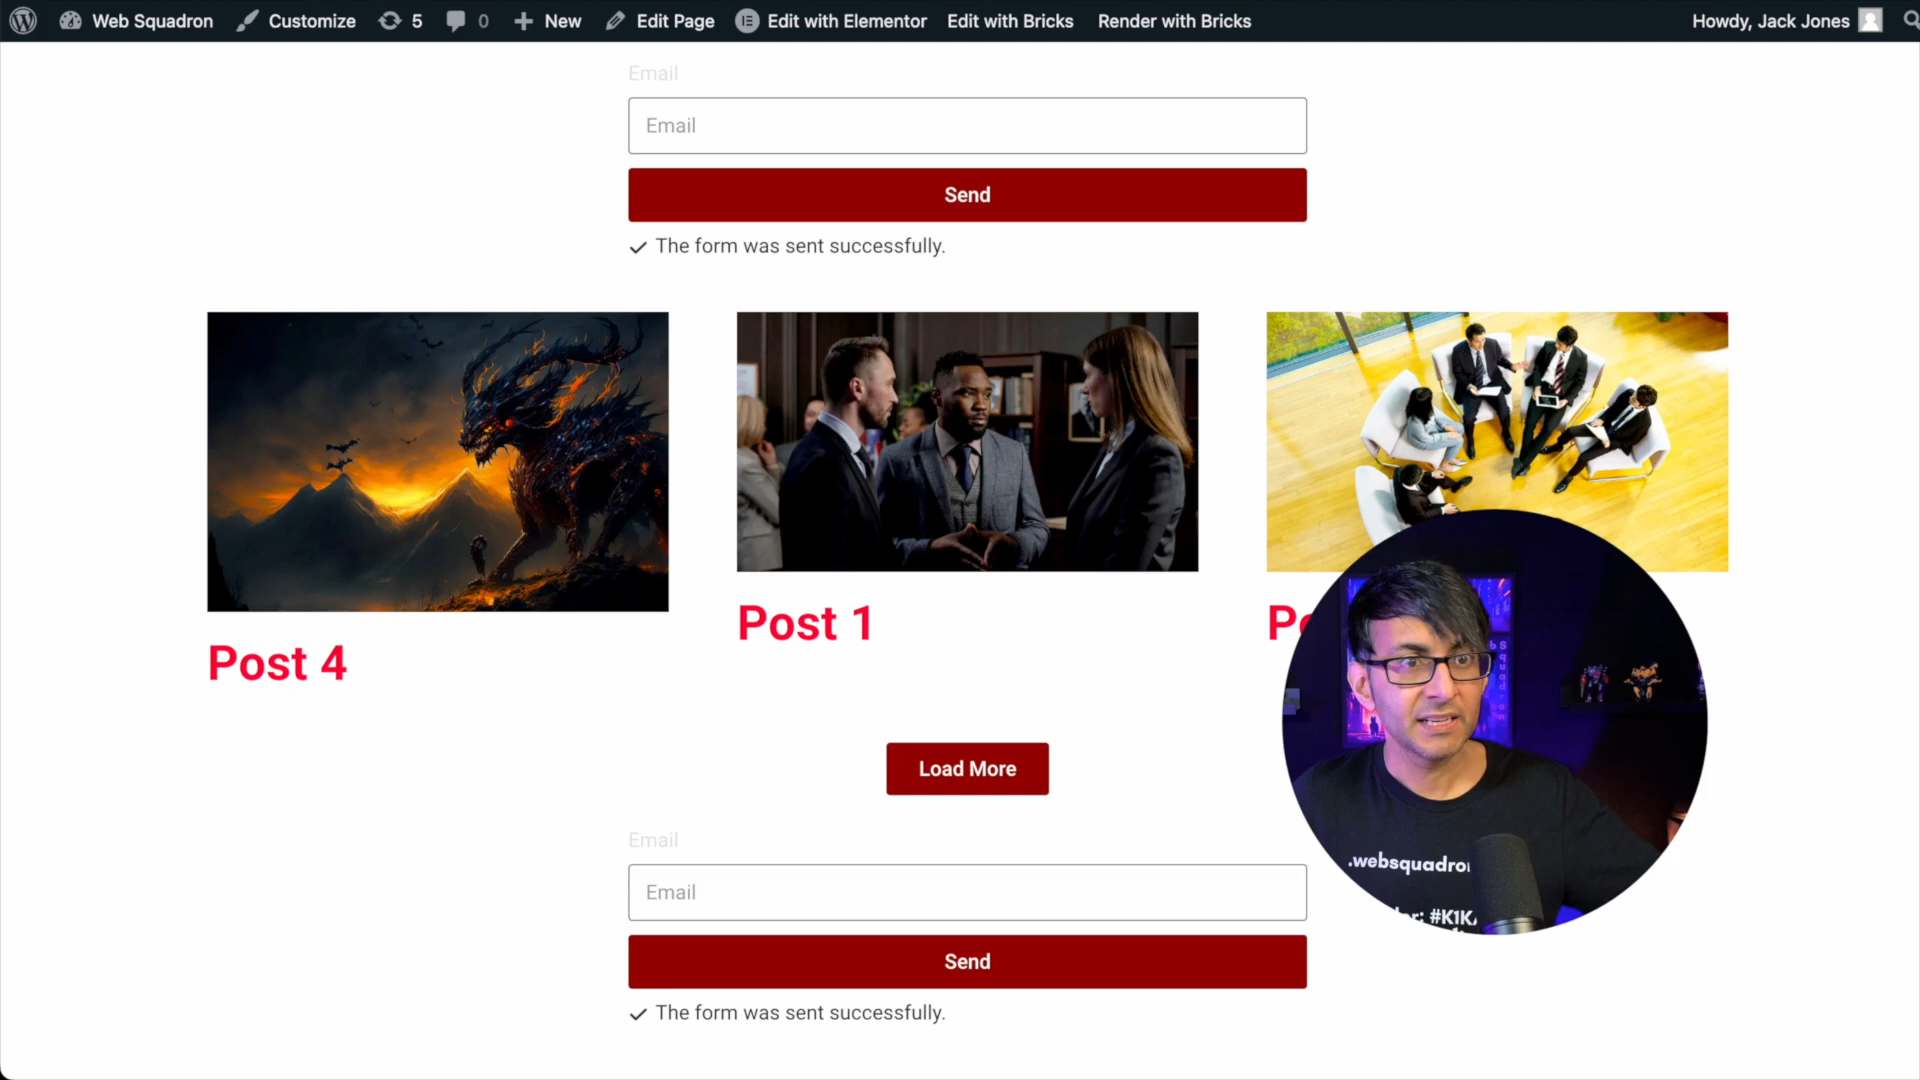 Web Squadron Customize 5 0 New Edit Page Edit with Elementor Edit with Bricks Render with Bricks Howdy, Jack Jones
Email
Email
Send
The form was sent successfully.
Post 4
Post 1
Load More
Email
Email
Send
The form was sent successfully.
.websquadro
#K1K